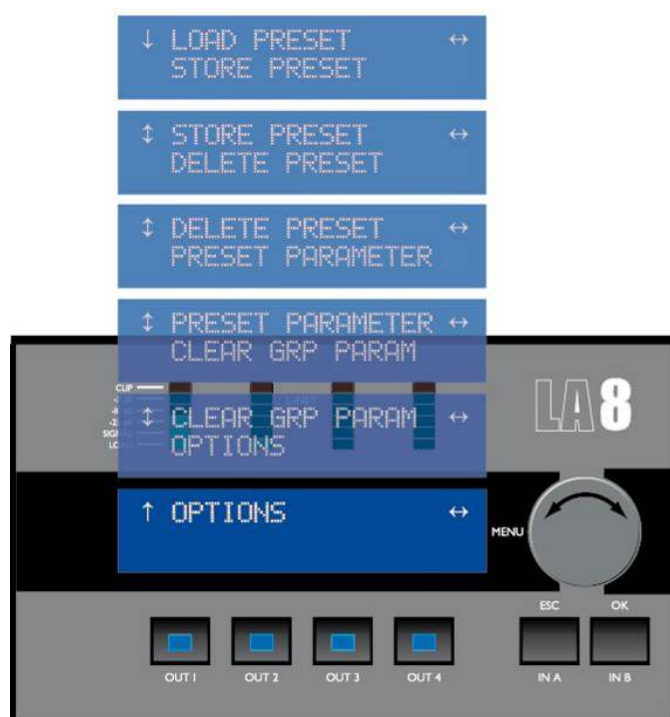 ↓ LOAD PRESET ↔
STORE PRESET
↕ STORE PRESET ↔
DELETE PRESET
↕ DELETE PRESET ↔
PRESET PARAMETER
↕ PRESET PARAMETER ↔
CLEAR GRP PARAM
CLIP
LA8
↕ CLEAR GRP PARAM ↔
OPTIONS
↑ OPTIONS ↔
MENU
ESC OK
OUT 1 OUT 2 OUT 3 OUT 4 IN A IN B